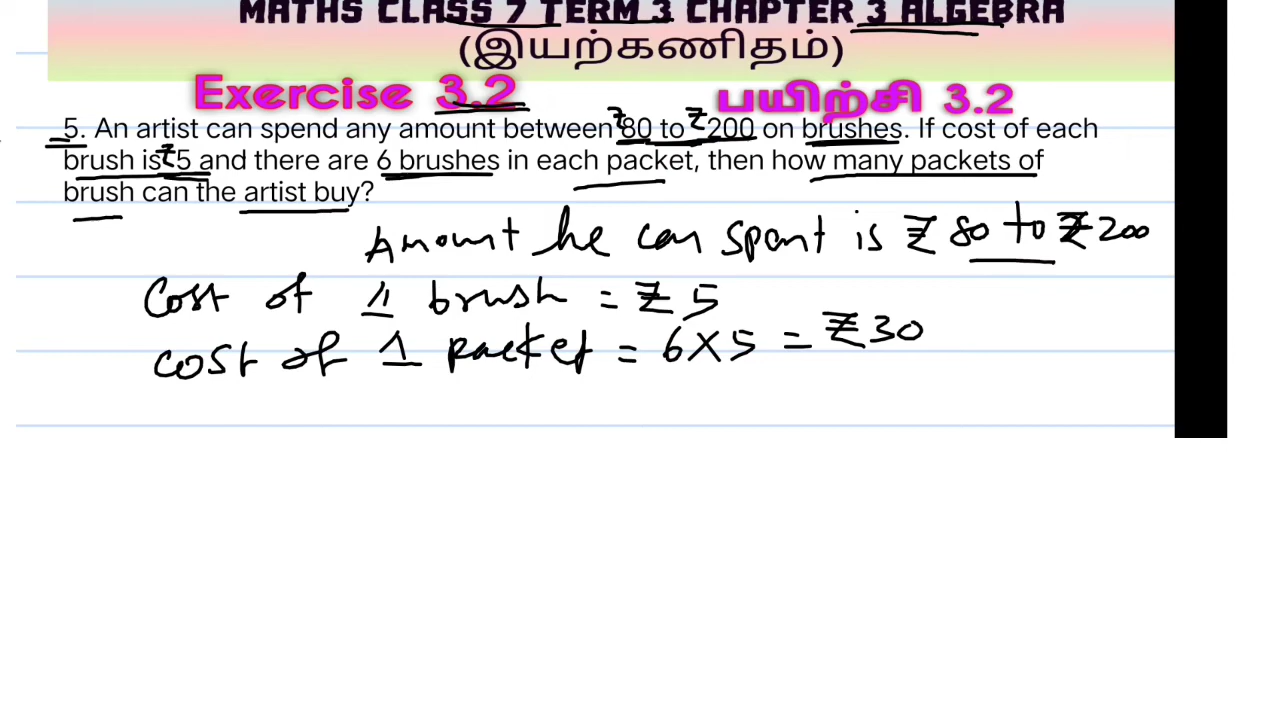 MATHS CLASS 7 TERM 3 CHAPTER 3 ALGEBRA
(இயற்கணிதம்)
Exercise 3.2 பயிற்சி 3.2
5. An artist can spend any amount between ₹80 to ₹200 on brushes. If cost of each
brush is ₹5 and there are 6 brushes in each packet, then how many packets of
brush can the artist buy?
Amount he can spant is ₹ 80 to ₹ 200
Cost of 1 brush = ₹ 5
cost of 1 packet = 6 X 5 = ₹ 30